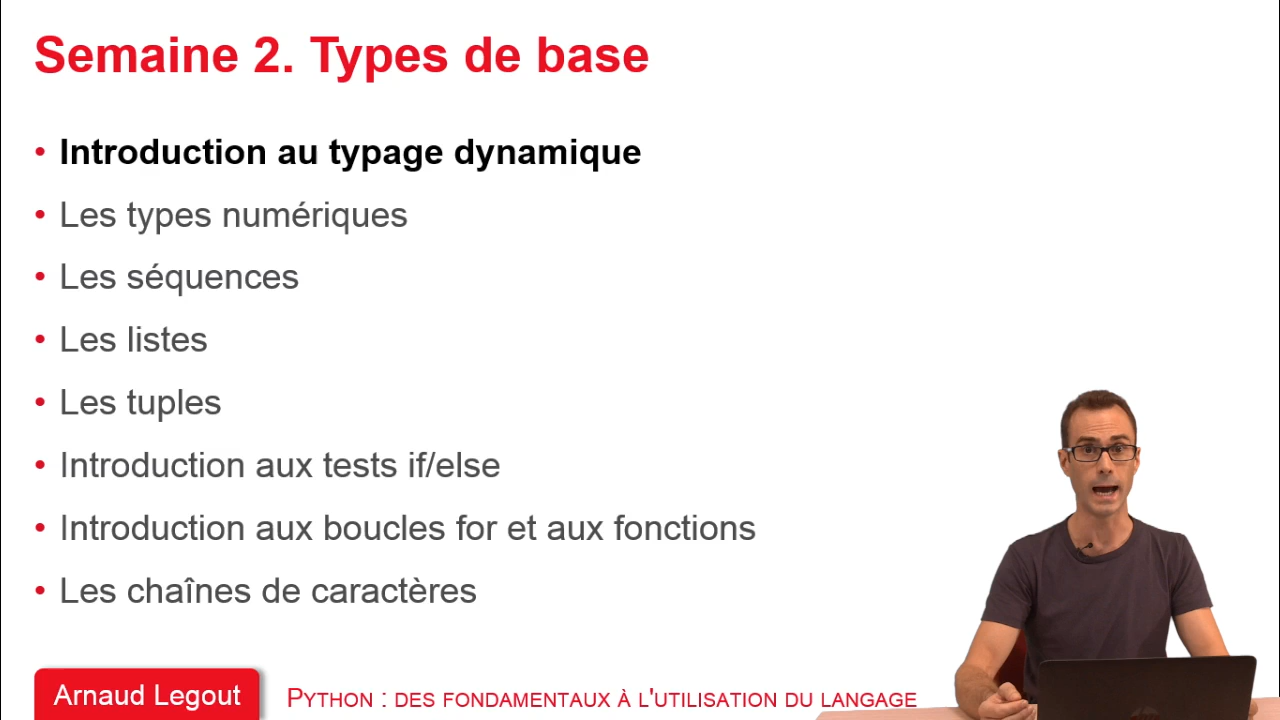 Semaine 2. Types de base
• Introduction au typage dynamique
• Les types numériques
• Les séquences
• Les listes
• Les tuples
• Introduction aux tests if/else
• Introduction aux boucles for et aux fonctions
• Les chaînes de caractères
Arnaud Legout
PYTHON : DES FONDAMENTAUX À L'UTILISATION DU LANGAGE